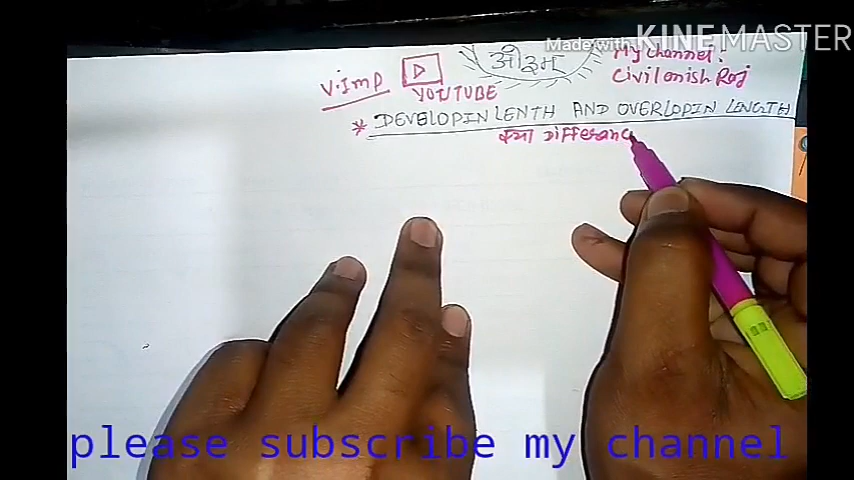 Made with KINEMASTER
ओ३म
My channel:
Civilonish Raj
V.Imp
YOUTUBE
* DEVELOPIN LENTH AND OVERLOPIN LENGTH
क्या Differanc
please subscribe my channel